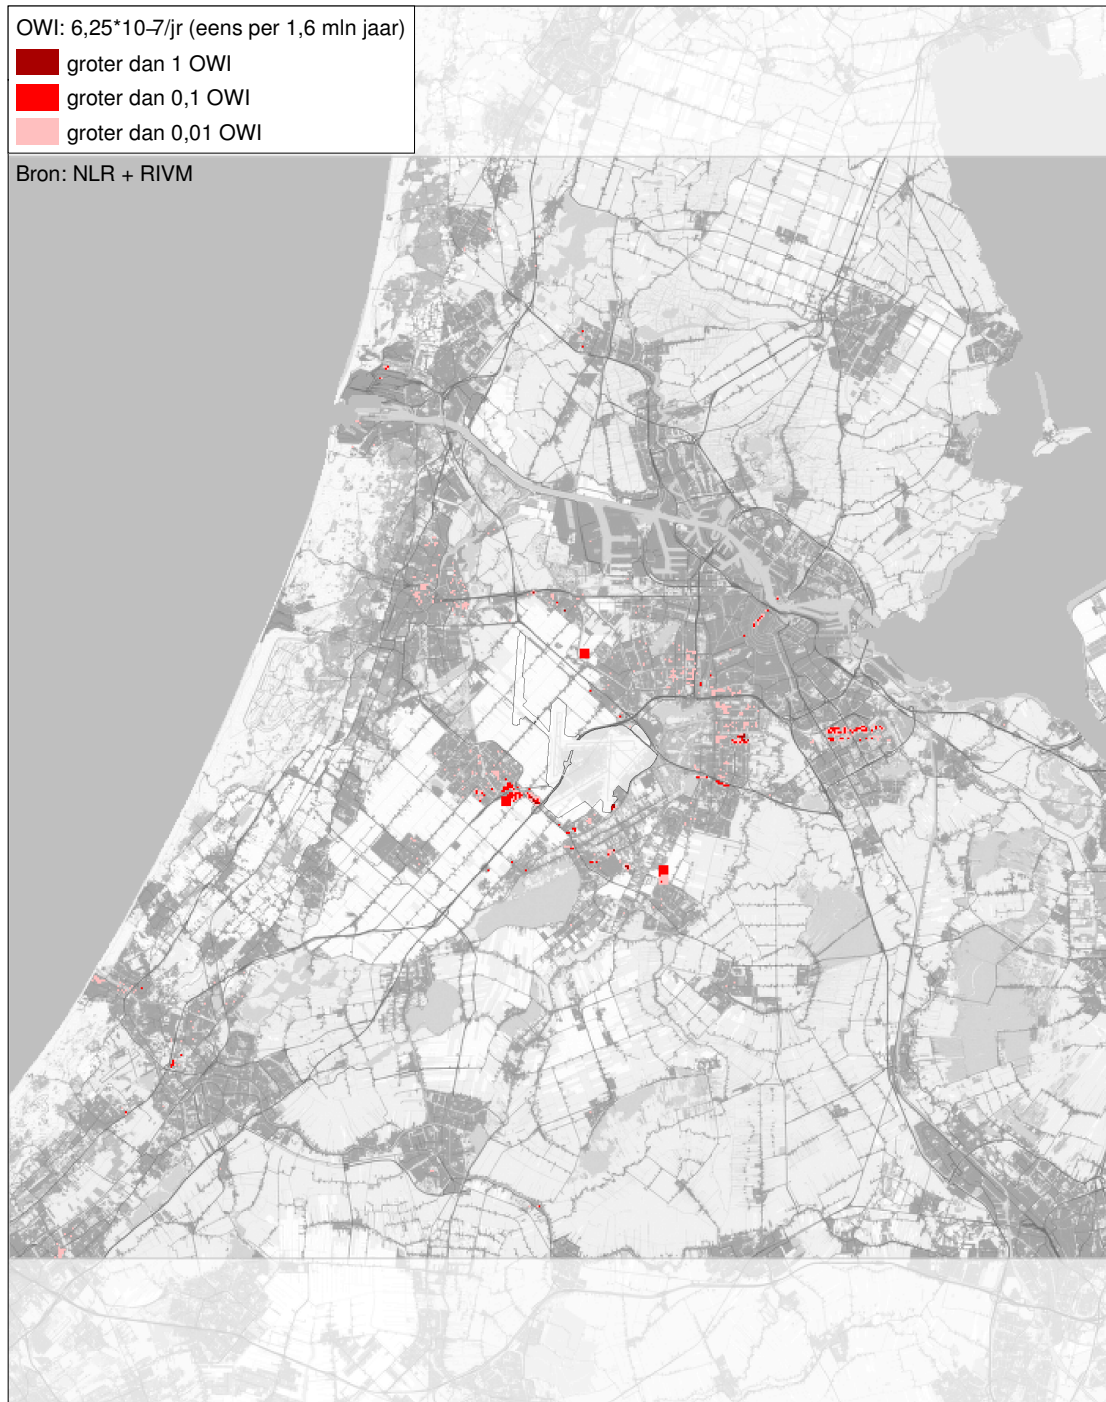 OWI: 6,25*10–7/jr (eens per 1,6 mln jaar)
groter dan 1 OWI
groter dan 0,1 OWI
groter dan 0,01 OWI
Bron: NLR + RIVM